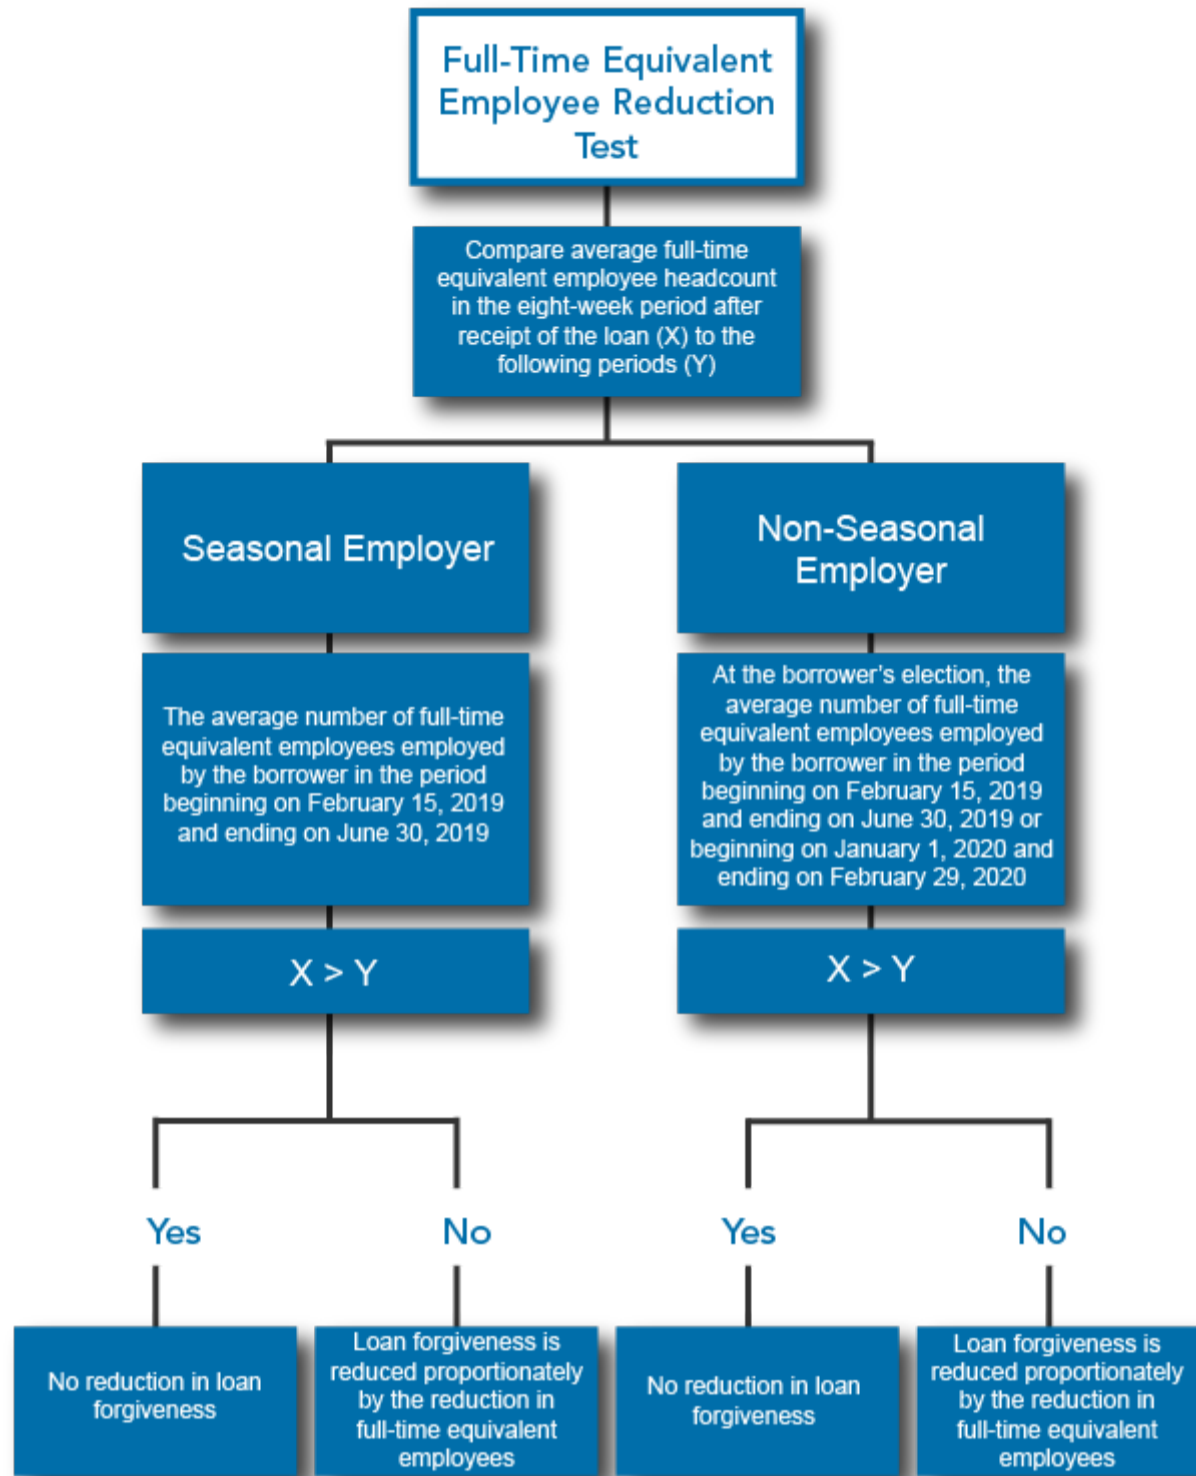 Full-Time Equivalent
Employee Reduction
Test
Compare average full-time
equivalent employee headcount
in the eight-week period after
receipt of the loan (X) to the
following periods (Y)
Seasonal Employer
Non-Seasonal
Employer
The average number of full-time
equivalent employees employed
by the borrower in the period
beginning on February 15, 2019
and ending on June 30, 2019
At the borrower’s election, the
average number of full-time
equivalent employees employed
by the borrower in the period
beginning on February 15, 2019
and ending on June 30, 2019 or
beginning on January 1, 2020 and
ending on February 29, 2020
X > Y
X > Y
Yes
No
Yes
No
No reduction in loan
forgiveness
Loan forgiveness is
reduced proportionately
by the reduction in
full-time equivalent
employees
No reduction in loan
forgiveness
Loan forgiveness is
reduced proportionately
by the reduction in
full-time equivalent
employees